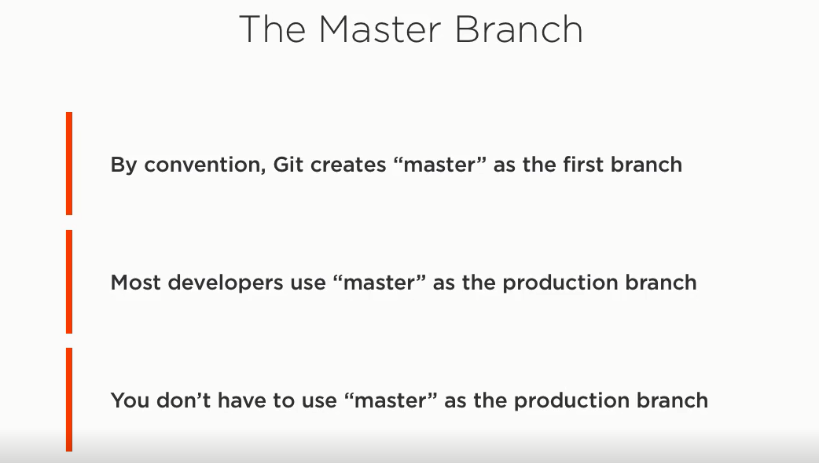 The Master Branch
By convention, Git creates “master” as the first branch
Most developers use “master” as the production branch
You don’t have to use “master” as the production branch